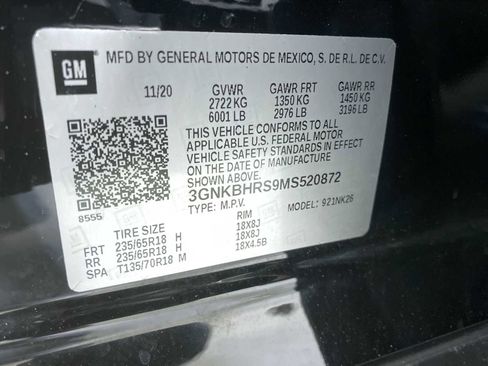 GM
MFD BY GENERAL MOTORS DE MEXICO, S. DE R.L. DE C.V.
11/20 GVWR GAWR FRT GAWR RR
2722 KG 1350 KG 1450 KG
6001 LB 2976 LB 3196 LB
THIS VEHICLE CONFORMS TO ALL
APPLICABLE U.S. FEDERAL MOTOR
VEHICLE SAFETY STANDARDS IN EFFECT
ON THE DATE OF MANUFACTURE
SHOWN ABOVE.
3GNKBHRS9MS520872
8555 TYPE: M.P.V. MODEL: 921NK26
TIRE SIZE RIM
FRT 235/65R18 H 18X8J
RR 235/65R18 H 18X8J
SPA T135/70R18 M 18X4.5B